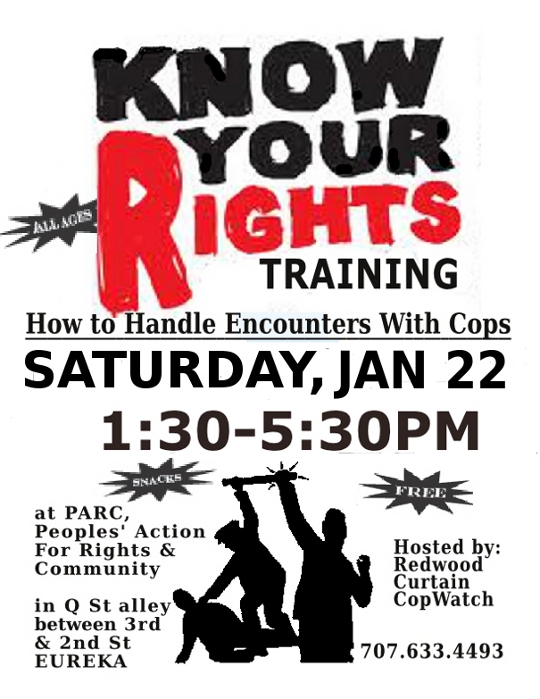 KNOW
YOUR
RIGHTS
ALL AGES
TRAINING
How to Handle Encounters With Cops
SATURDAY, JAN 22
1:30-5:30PM
SNACKS
FREE
at PARC,
Peoples' Action
For Rights &
Community
in Q St alley
between 3rd
& 2nd St
EUREKA
Hosted by:
Redwood
Curtain
CopWatch
707.633.4493